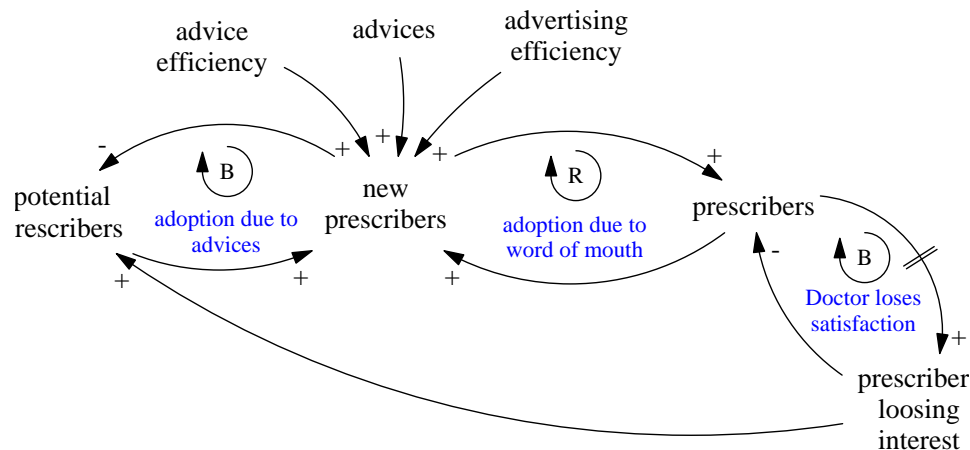 advice
efficiency
advices
advertising
efficiency
-
+
+
+
+
B
R
+
potential
rescribers
new
prescribers
prescribers
adoption due to
advices
adoption due to
word of mouth
-
B
+
+
+
Doctor loses
satisfaction
+
prescriber
loosing
interest